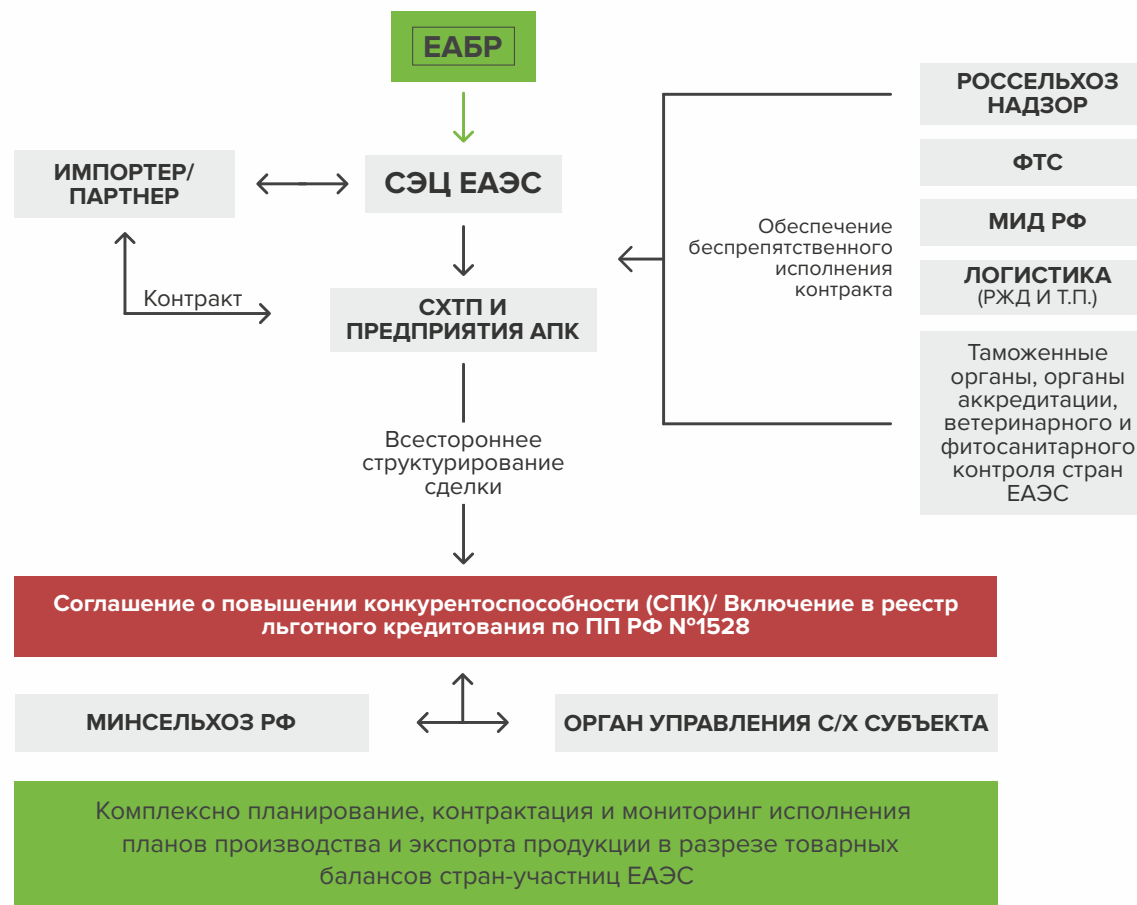 ЕАБР
РОССЕЛЬХОЗ
НАДЗОР
ИМПОРТЕР/
ПАРТНЕР
СЭЦ ЕАЭС
ФТС
МИД РФ
Обеспечение
беспрепятственного
исполнения
контракта
ЛОГИСТИКА
(РЖД И Т.П.)
Контракт
СХТП И
ПРЕДПРИЯТИЯ АПК
Таможенные
органы, органы
аккредитации,
ветеринарного и
фитосанитарного
контроля стран
ЕАЭС
Всестороннее
структурирование
сделки
Соглашение о повышении конкурентоспособности (СПК)/ Включение в реестр
льготного кредитования по ПП РФ №1528
МИНСЕЛЬХОЗ РФ
ОРГАН УПРАВЛЕНИЯ С/Х СУБЪЕКТА
Комплексно планирование, контрактация и мониторинг исполнения
планов производства и экспорта продукции в разрезе товарных
балансов стран-участниц ЕАЭС